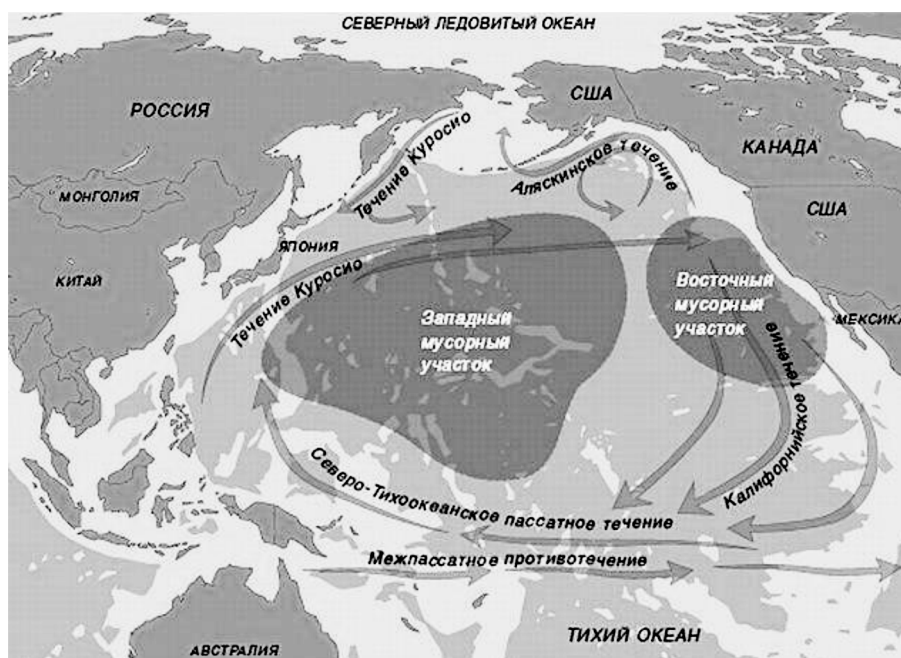 СЕВЕРНЫЙ ЛЕДОВИТЫЙ ОКЕАН
РОССИЯ
США
КАНАДА
Течение Куросио
Аляскинское течение
МОНГОЛИЯ
США
ЯПОНИЯ
КИТАЙ
Течение Куросио
Западный
мусорный
участок
Восточный
мусорный
участок
МЕКСИКА
Калифорнийское течение
Северо-Тихоокеанское пассатное течение
Межпассатное противотечение
АВСТРАЛИЯ
ТИХИЙ ОКЕАН